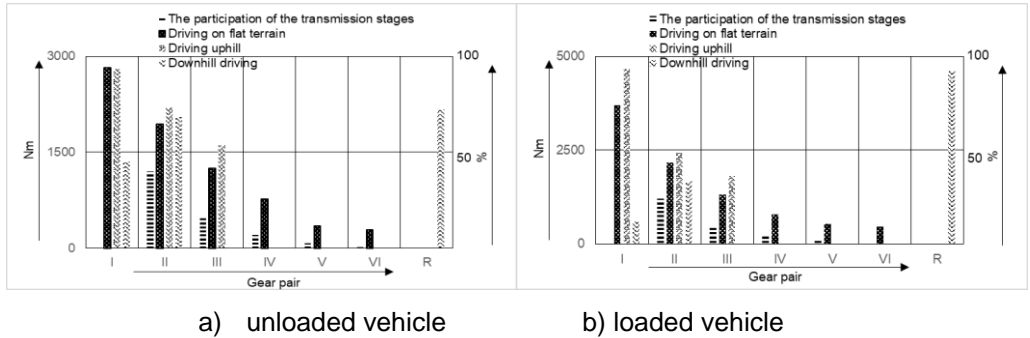 The participation of the transmission stages
Driving on flat terrain
Driving uphill
Downhill driving
3000
1500
0
Nm
100
50
%
I II III IV V VI R
Gear pair
The participation of the transmission stages
Driving on flat terrain
Driving uphill
Downhill driving
5000
2500
0
Nm
100
50
0
%
I II III IV V VI R
Gear pair
a) unloaded vehicle b) loaded vehicle